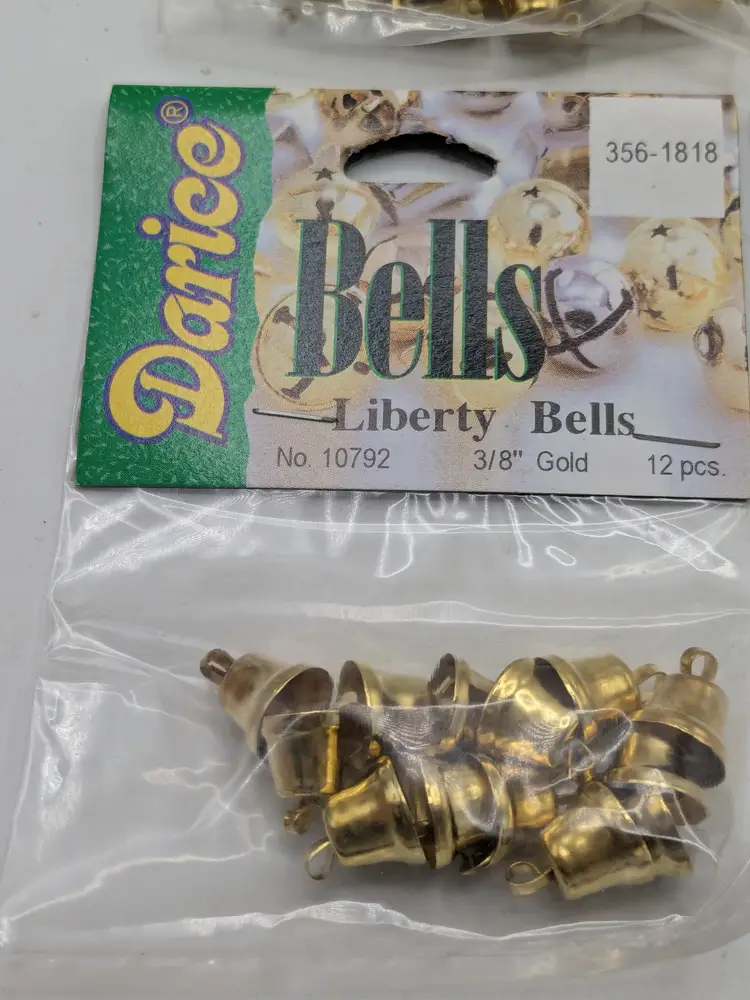 Darice®
356-1818
Bells
Liberty Bells
No. 10792 3/8" Gold 12 pcs.